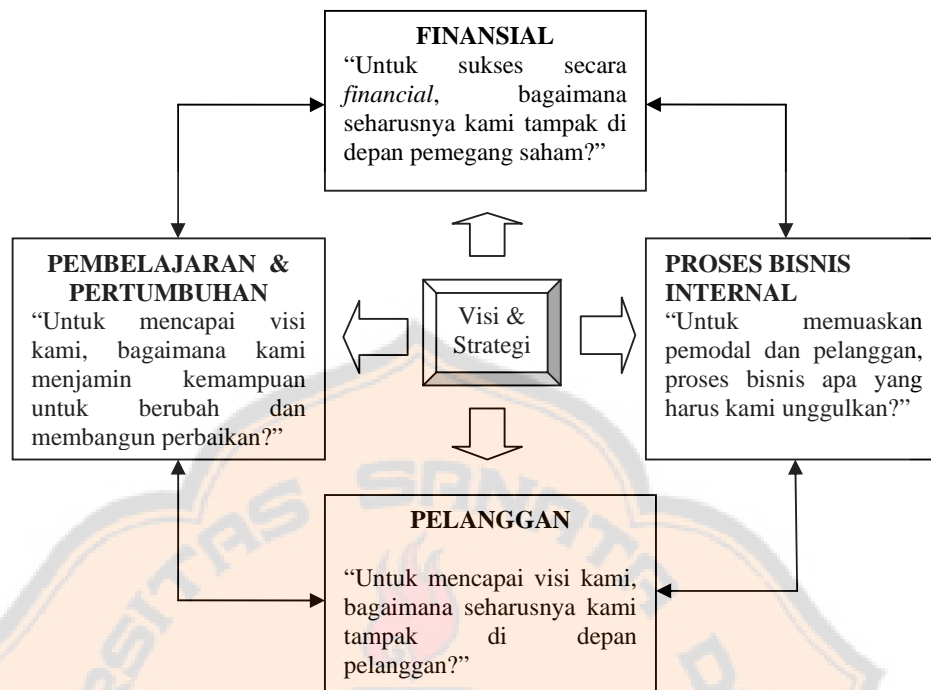 FINANSIAL
“Untuk sukses secara
financial, bagaimana
seharusnya kami tampak di
depan pemegang saham?”
PEMBELAJARAN &
PERTUMBUHAN
“Untuk mencapai visi
kami, bagaimana kami
menjamin kemampuan
untuk berubah dan
membangun perbaikan?”
Visi &
Strategi
PROSES BISNIS
INTERNAL
“Untuk memuaskan
pemodal dan pelanggan,
proses bisnis apa yang
harus kami unggulkan?”
PELANGGAN
“Untuk mencapai visi kami,
bagaimana seharusnya kami
tampak di depan
pelanggan?”
SITAS SANATA D